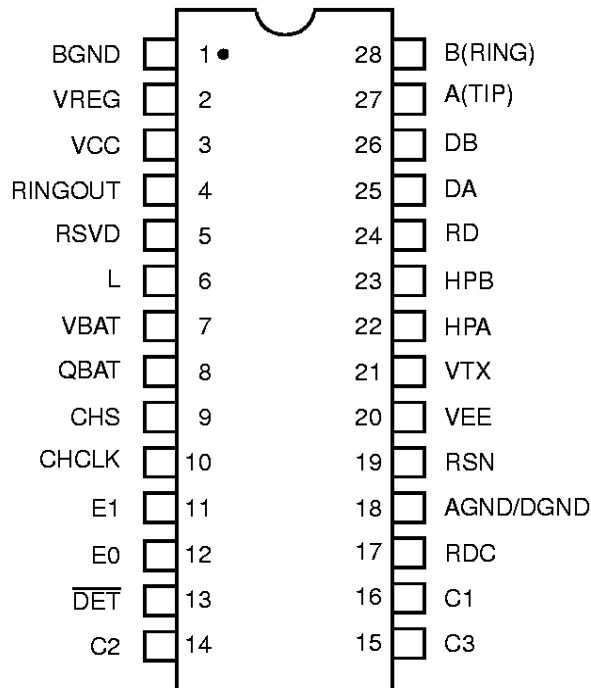 BGND 1 28 B(RING)
VREG 2 27 A(TIP)
VCC 3 26 DB
RINGOUT 4 25 DA
RSVD 5 24 RD
L 6 23 HPB
VBAT 7 22 HPA
QBAT 8 21 VTX
CHS 9 20 VEE
CHCLK 10 19 RSN
E1 11 18 AGND/DGND
E0 12 17 RDC
D̅E̅T̅ 13 16 C1
C2 14 15 C3